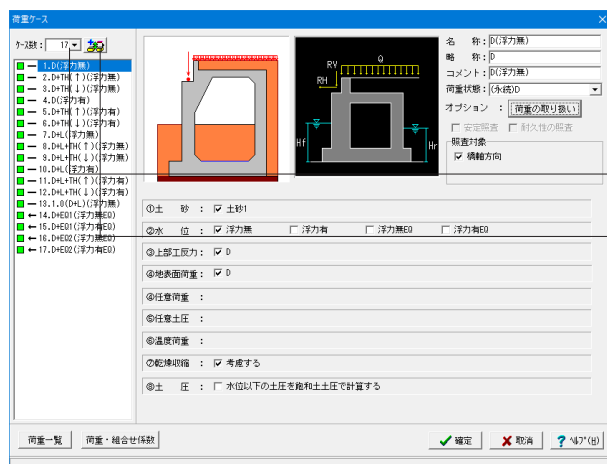 荷重ケース
ケース数： 17
1.D(浮力無)
2.D+TH(↑)(浮力無)
3.D+TH(↓)(浮力無)
4.D(浮力有)
5.D+TH(↑)(浮力有)
6.D+TH(↓)(浮力有)
7.D+L(浮力無)
8.D+L+TH(↑)(浮力無)
9.D+L+TH(↓)(浮力無)
10.D+L(浮力有)
11.D+L+TH(↑)(浮力有)
12.D+L+TH(↓)(浮力有)
13.1.0(D+L)(浮力無)
14.D+EQ1(浮力無EQ)
15.D+EQ1(浮力有EQ)
16.D+EQ2(浮力無EQ)
17.D+EQ2(浮力有EQ)
RV Q
RH
Hf Hr
名 称：D(浮力無)
略 称：D
コメント：D(浮力無)
荷重状態：(永続)D
オプション ： 荷重の取り扱い
安定照査 耐久性の照査
照査対象
橋軸方向
①土 砂 ： 土砂1
②水 位 ： 浮力無 浮力有 浮力無EQ 浮力有EQ
③上部工反力： D
④地表面荷重： D
④任意荷重 ：
⑤任意土圧 ：
⑥温度荷重 ：
⑦乾燥収縮 ： 考慮する
⑧土 圧 ： 水位以下の土圧を飽和土土圧で計算する
荷重一覧 荷重・組合せ係数 確定 取消 ヘルプ(H)